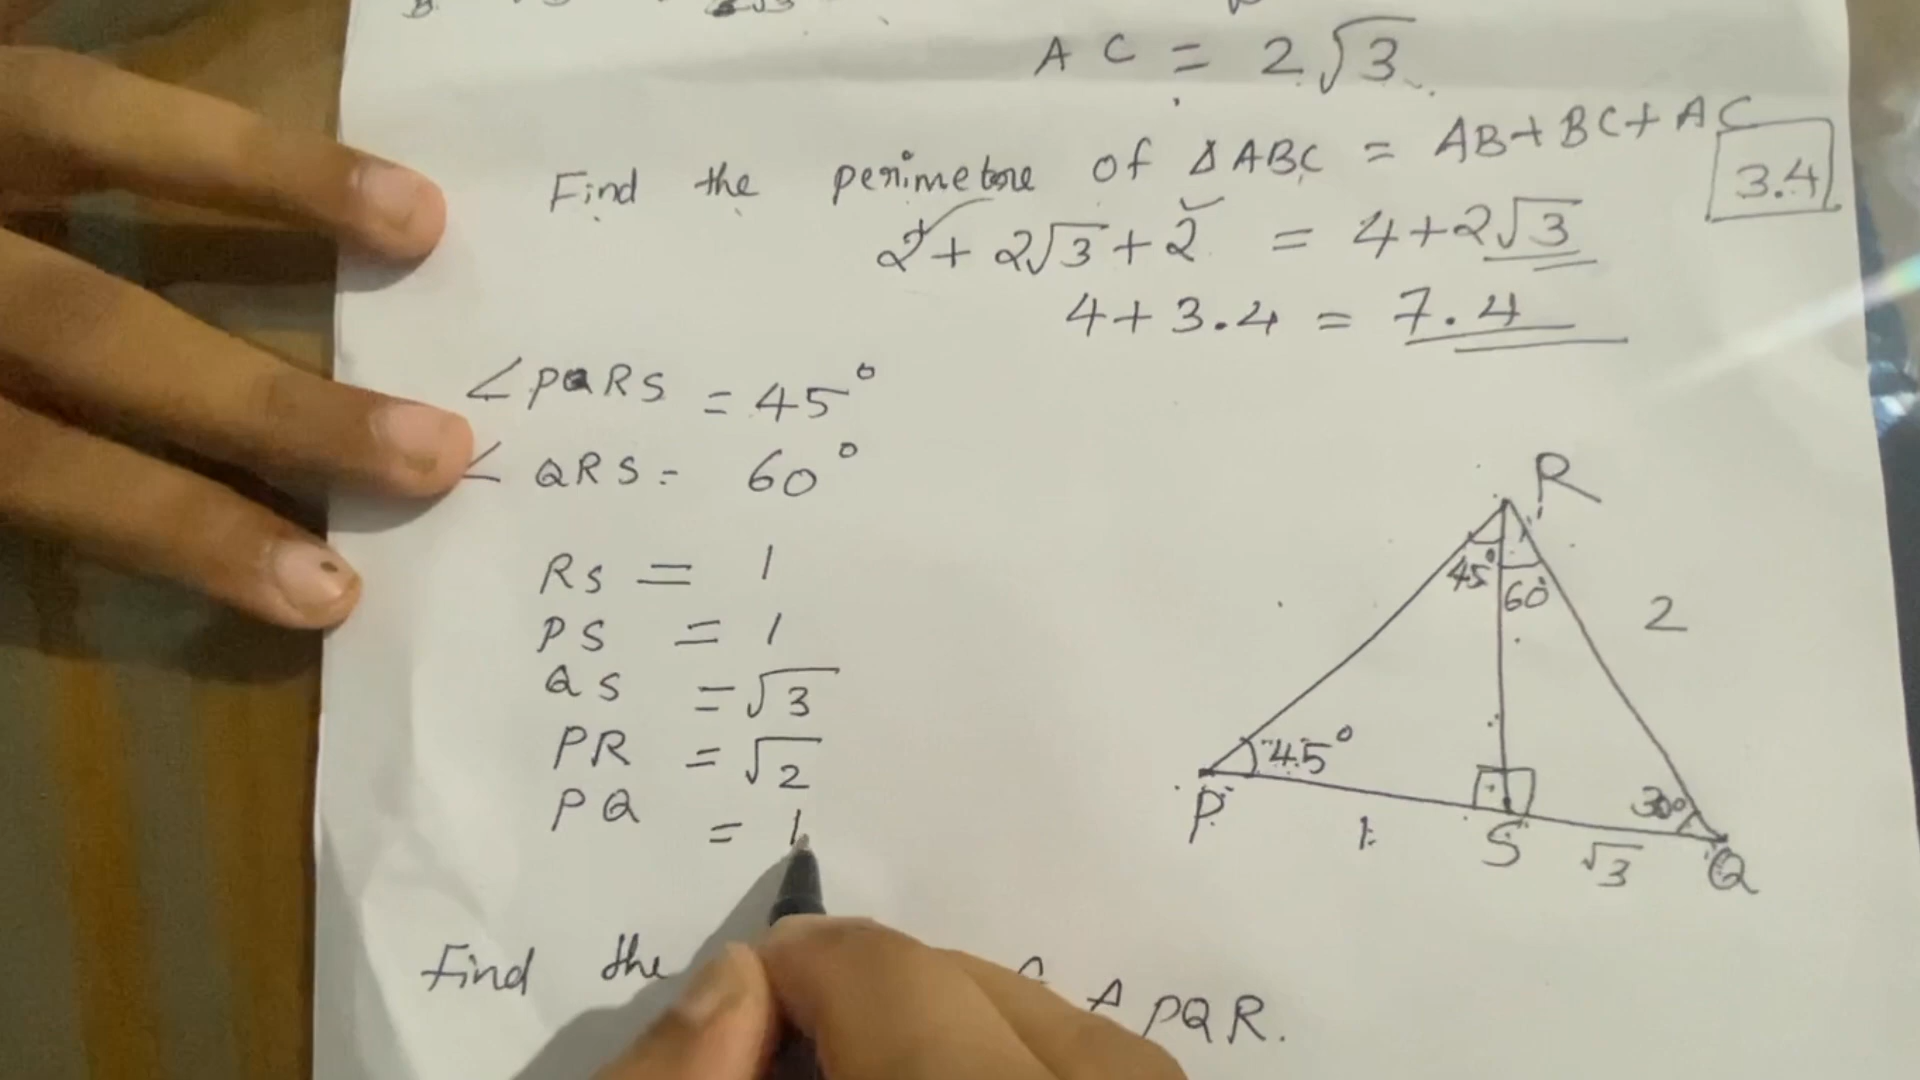 AC = 2√3
Find the perimetre of ΔABC = AB+BC+AC
3.4
2+2√3+2 = 4+2√3
4+3.4 = 7.4
∠PQRS = 45°
∠QRS = 60°
RS = 1
PS = 1
QS = √3
PR = √2
PQ = 1
R
45°
60°
2
45°
30°
P
1
S
√3
Q
Find the
Δ PQR.